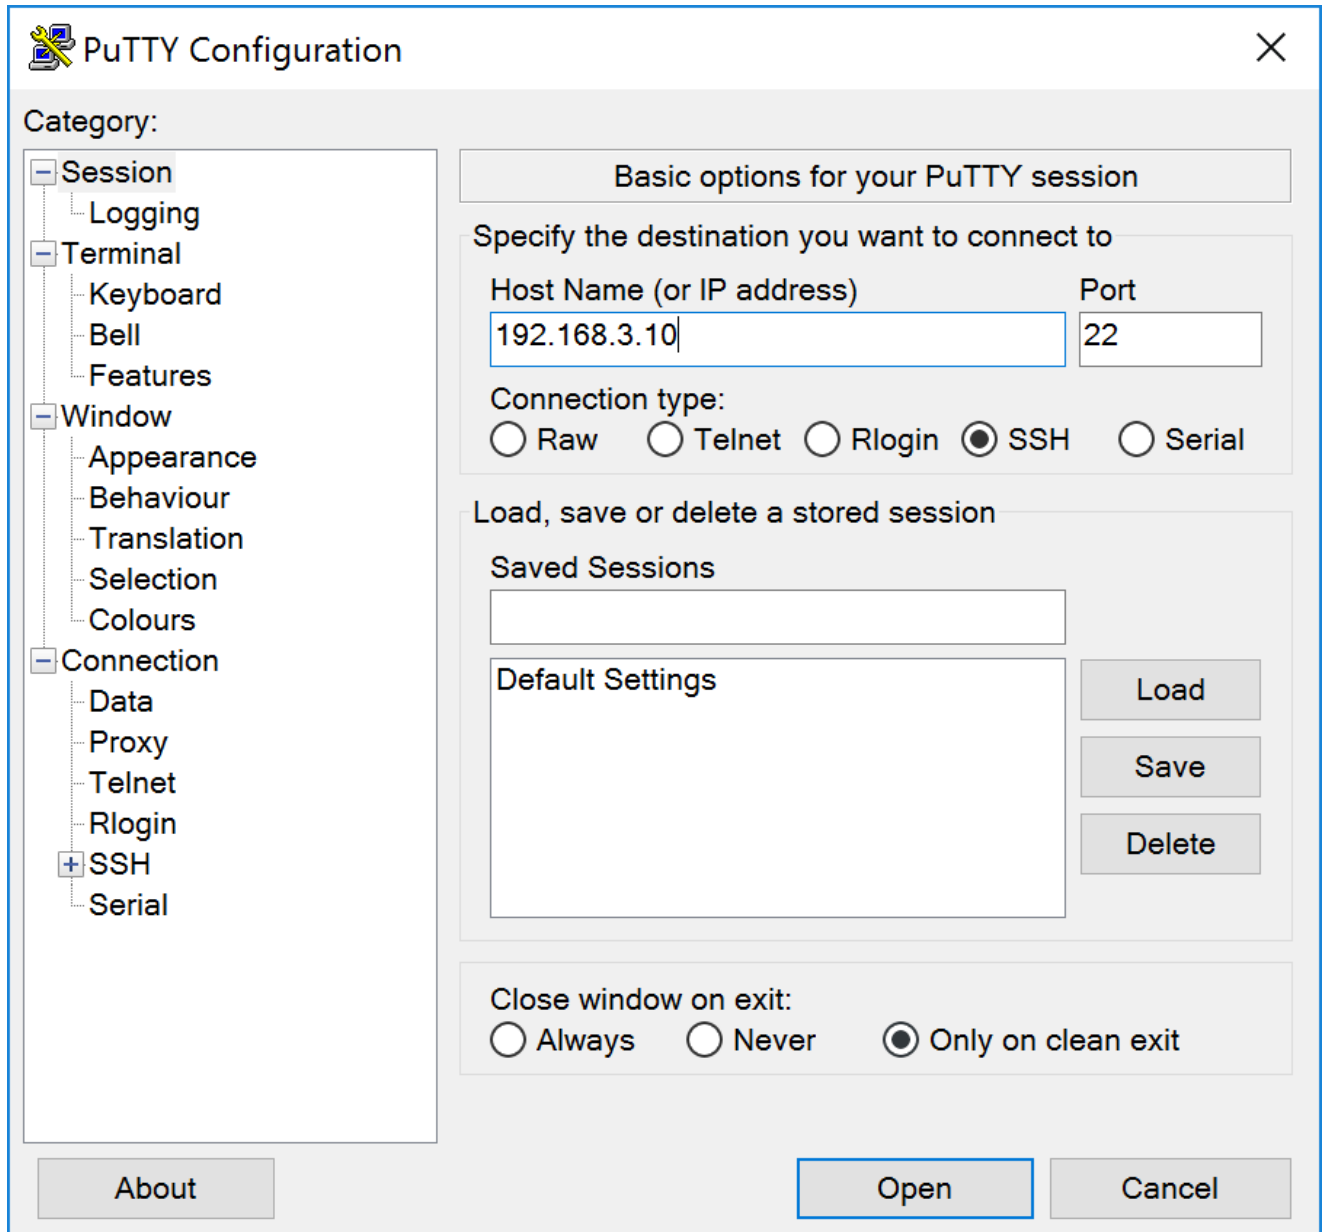 PuTTY Configuration
Category:
Session
Logging
Terminal
Keyboard
Bell
Features
Window
Appearance
Behaviour
Translation
Selection
Colours
Connection
Data
Proxy
Telnet
Rlogin
SSH
Serial
Basic options for your PuTTY session
Specify the destination you want to connect to
Host Name (or IP address) Port
192.168.3.10 22
Connection type:
Raw Telnet Rlogin SSH Serial
Load, save or delete a stored session
Saved Sessions
Default Settings
Load
Save
Delete
Close window on exit:
Always Never Only on clean exit
About Open Cancel